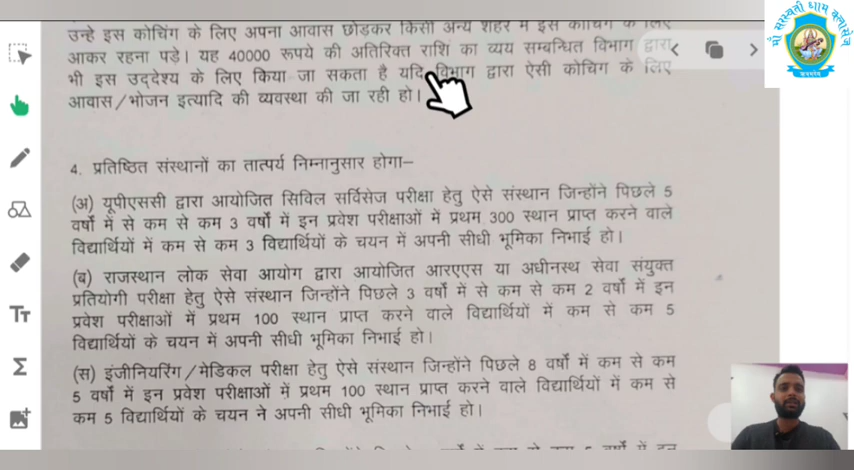 उन्हे इस कोचिंग के लिए अपना आवास छोड़कर किसी अन्य शहर में इस कोचिंग के लिए
आकर रहना पड़े। यह 40000 रूपये की अतिरिक्त राशि का व्यय सम्बन्धित विभाग द्वारा
भी इस उद्देश्य के लिए किया जा सकता है यदि विभाग द्वारा ऐसी कोचिग के लिए
आवास/भोजन इत्यादि की व्यवस्था की जा रही हो।
4. प्रतिष्ठित संस्थानों का तात्पर्य निम्नानुसार होगा–
(अ) यूपीएससी द्वारा आयोजित सिविल सर्विसेज परीक्षा हेतु ऐसे संस्थान जिन्होंने पिछले 5
वर्षो में से कम से कम 3 वर्षो में इन प्रवेश परीक्षाओं में प्रथम 300 स्थान प्राप्त करने वाले
विद्यार्थियों में कम से कम 3 विद्यार्थियों के चयन में अपनी सीधी भूमिका निभाई हो।
(ब) राजस्थान लोक सेवा आयोग द्वारा आयोजित आरएएस या अधीनस्थ सेवा संयुक्त
प्रतियोगी परीक्षा हेतु ऐसे संस्थान जिन्होंने पिछले 3 वर्षो में से कम से कम 2 वर्षो में इन
प्रवेश परीक्षाओं में प्रथम 100 स्थान प्राप्त करने वाले विद्यार्थियों में कम से कम 5
विद्यार्थियों के चयन में अपनी सीधी भूमिका निभाई हो।
(स) इंजीनियरिंग/मेडिकल परीक्षा हेतु ऐसे संस्थान जिन्होंने पिछले 8 वर्षो में कम से कम
5 वर्षो में इन प्रवेश परीक्षाओं में प्रथम 100 स्थान प्राप्त करने वाले विद्यार्थियों में कम से
कम 5 विद्यार्थियों के चयन ने अपनी सीधी भूमिका निभाई हो।
माँ सरस्वती धाम क्लासेज
Tт
Σ